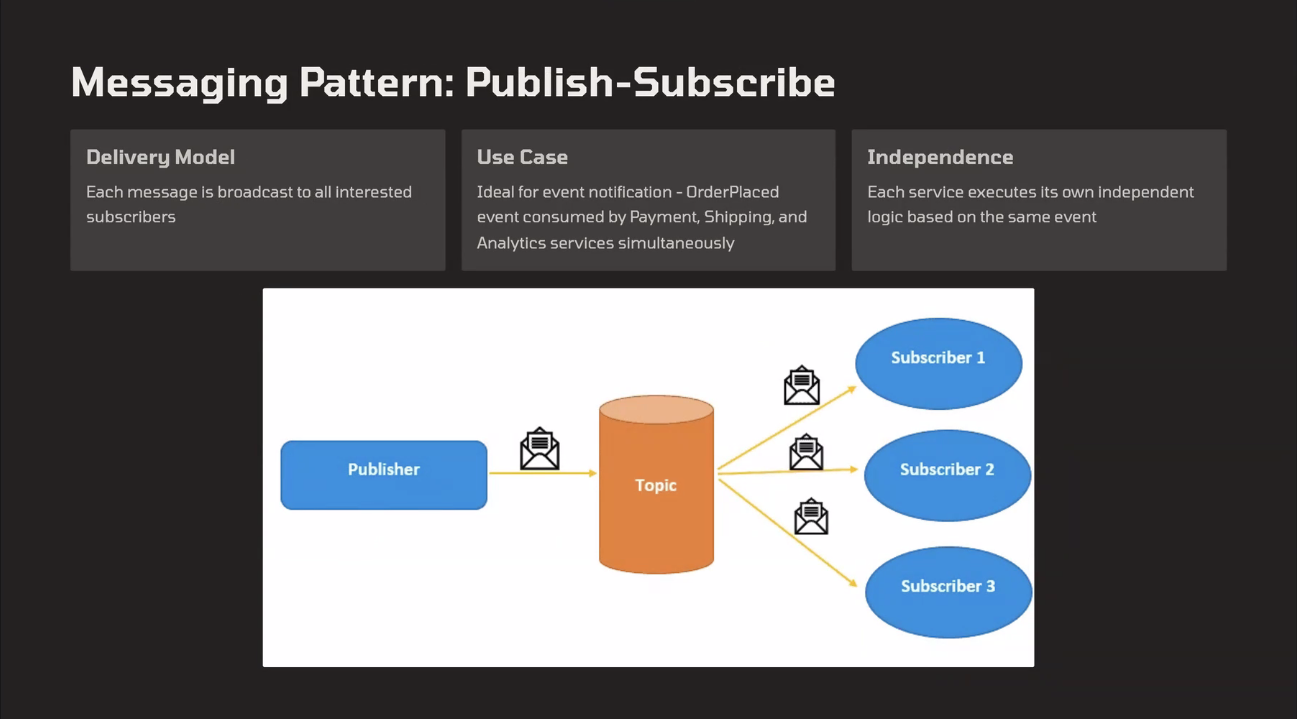 Messaging Pattern: Publish-Subscribe
Delivery Model
Each message is broadcast to all interested
subscribers
Use Case
Ideal for event notification - OrderPlaced
event consumed by Payment, Shipping, and
Analytics services simultaneously
Independence
Each service executes its own independent
logic based on the same event
Publisher
Topic
Subscriber 1
Subscriber 2
Subscriber 3